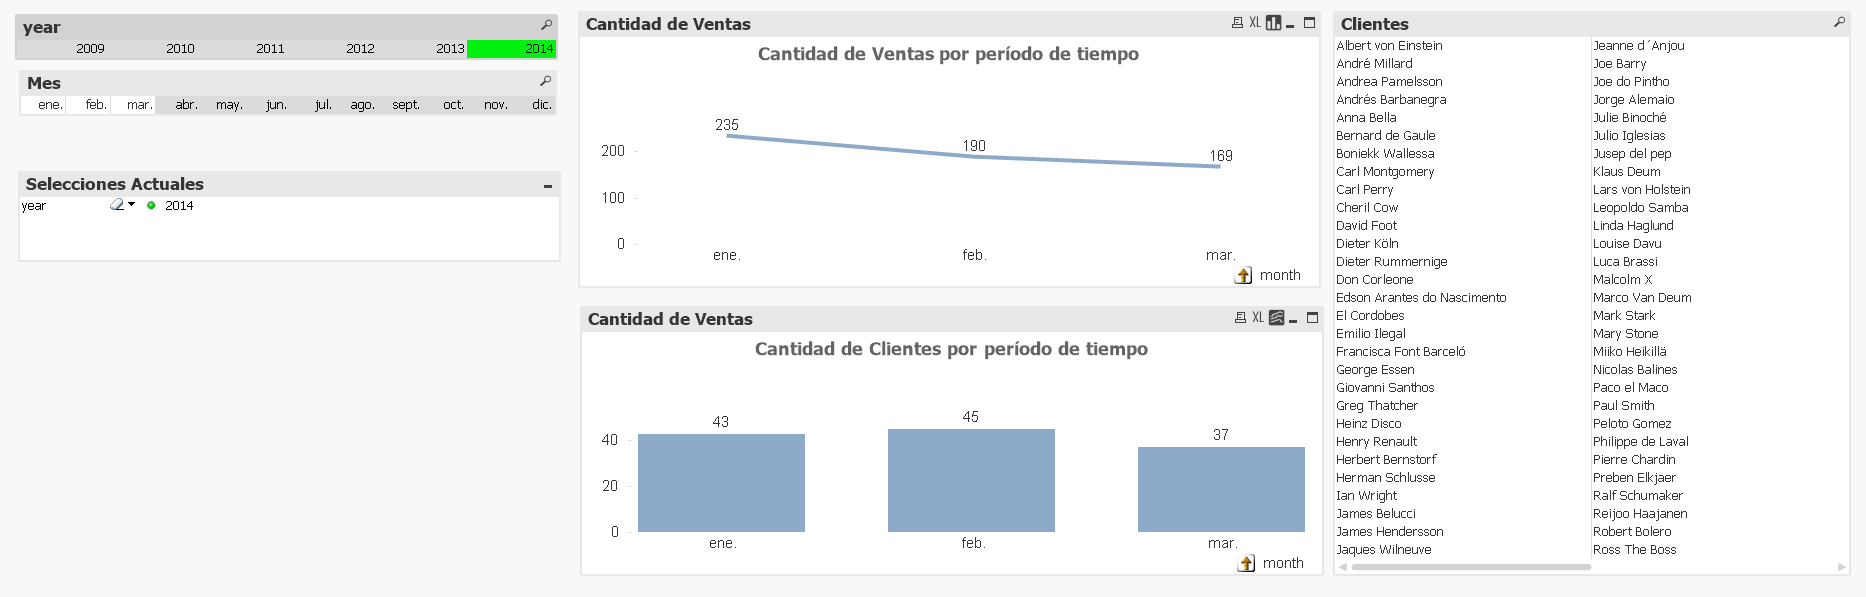 year
2009 2010 2011 2012 2013 2014
Mes
ene. feb. mar. abr. may. jun. jul. ago. sept. oct. nov. dic.
Selecciones Actuales
year 2014
Cantidad de Ventas XL
Cantidad de Ventas por período de tiempo
235
190
169
200
100
0
ene. feb. mar.
month
Cantidad de Ventas XL
Cantidad de Clientes por período de tiempo
43
45
37
40
20
0
ene. feb. mar.
month
Clientes
Albert von Einstein
André Millard
Andrea Pamelsson
Andrés Barbanegra
Anna Bella
Bernard de Gaule
Boniekk Wallessa
Carl Montgomery
Carl Perry
Cheril Cow
David Foot
Dieter Köln
Dieter Rummernige
Don Corleone
Edson Arantes do Nascimento
El Cordobes
Emilio Ilegal
Francisca Font Barceló
George Essen
Giovanni Santhos
Greg Thatcher
Heinz Disco
Henry Renault
Herbert Bernstorf
Herman Schlusse
Ian Wright
James Belucci
James Hendersson
Jaques Wilneuve
Jeanne d´Anjou
Joe Barry
Joe do Pintho
Jorge Alemaio
Julie Binoché
Julio Iglesias
Jusep del pep
Klaus Deum
Lars von Holstein
Leopoldo Samba
Linda Haglund
Louise Davu
Luca Brassi
Malcolm X
Marco Van Deum
Mark Stark
Mary Stone
Miiko Heikillä
Nicolas Balines
Paco el Maco
Paul Smith
Peloto Gomez
Philippe de Laval
Pierre Chardin
Preben Elkjaer
Ralf Schumaker
Reijoo Haajanen
Robert Bolero
Ross The Boss